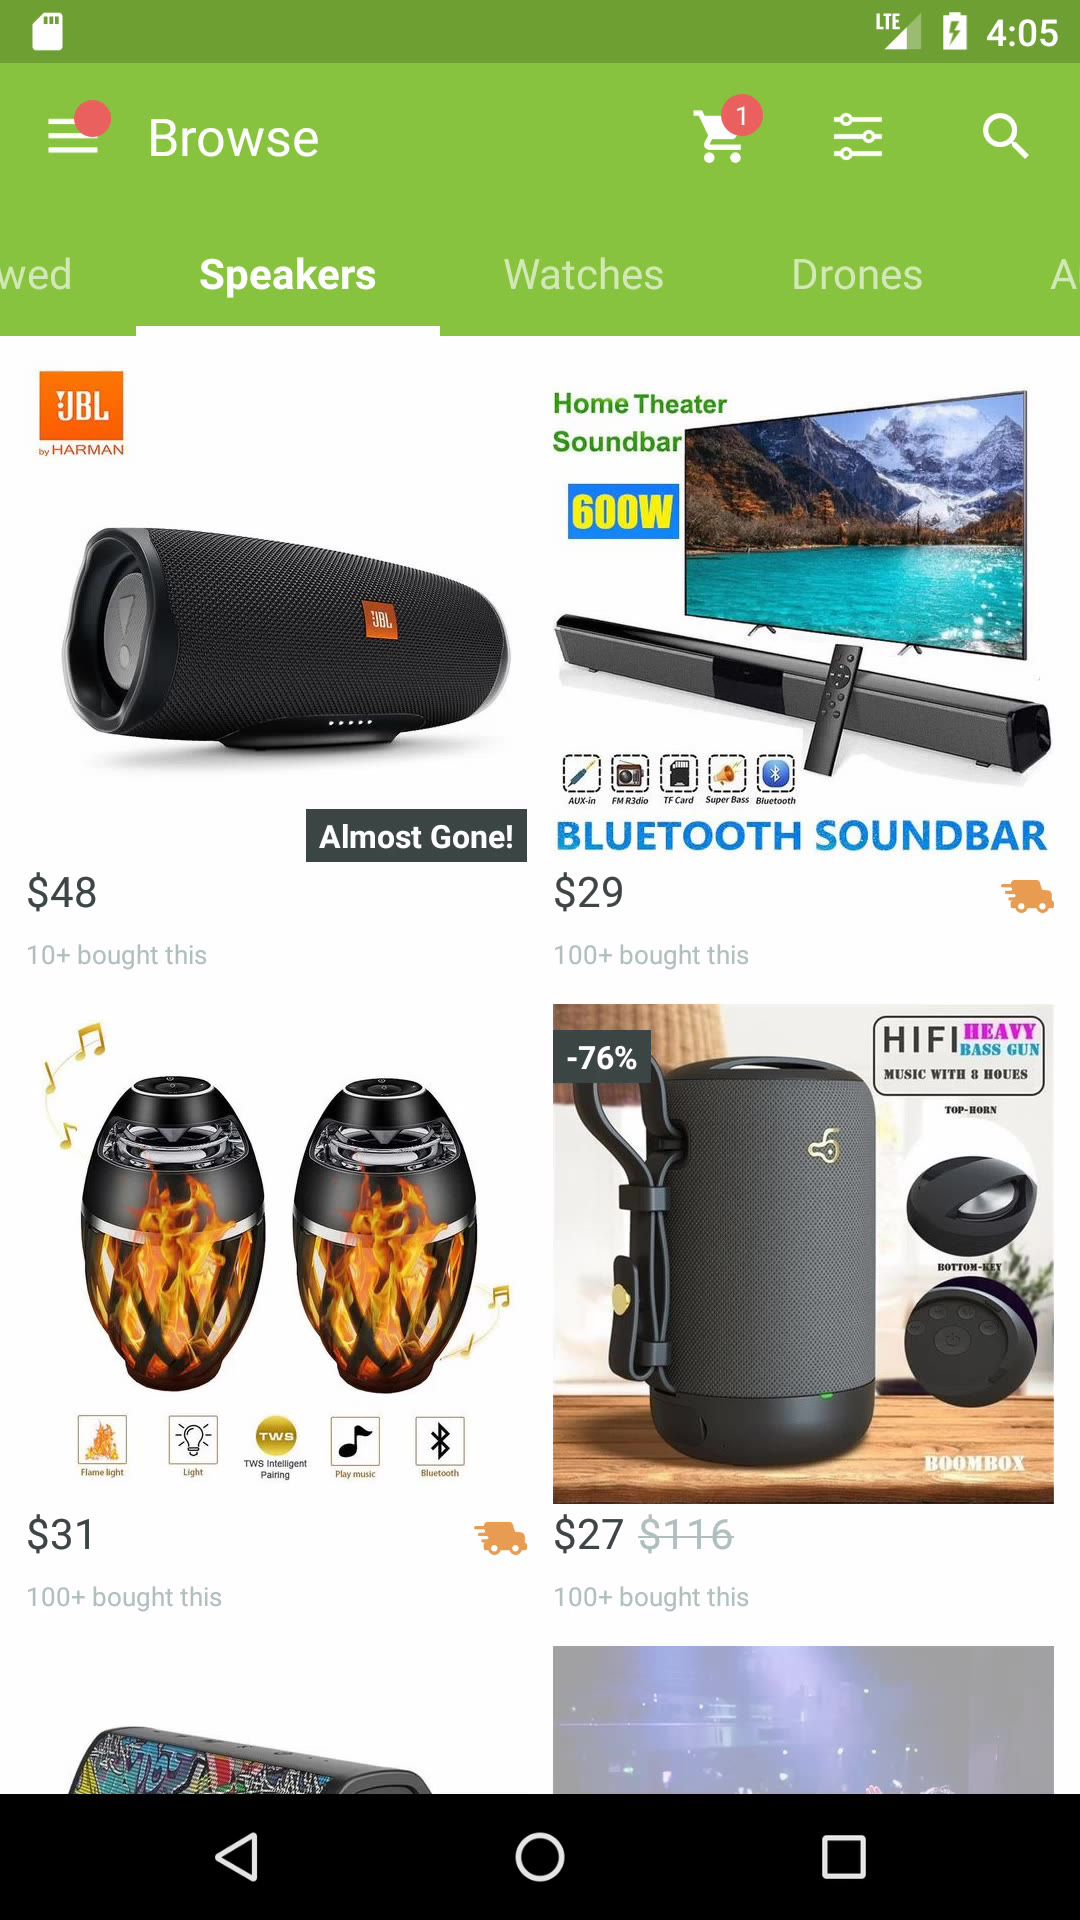 LTE 4:05
Browse 1
wed Speakers Watches Drones A
JBL
by HARMAN
JBL
Almost Gone!
$48
10+ bought this
Home Theater
Soundbar
600W
AUX-in FM R3dio TF Card Super Bass Bluetooth
BLUETOOTH SOUNDBAR
$29
100+ bought this
TWS
Flame light Light TWS Intelligent Pairing Play music Bluetooth
$31
100+ bought this
-76%
HIFI HEAVY
BASS GUN
MUSIC WITH 8 HOUES
TOP-HORN
BOTTOM-KEY
BOOMBOX
$27 $116
100+ bought this